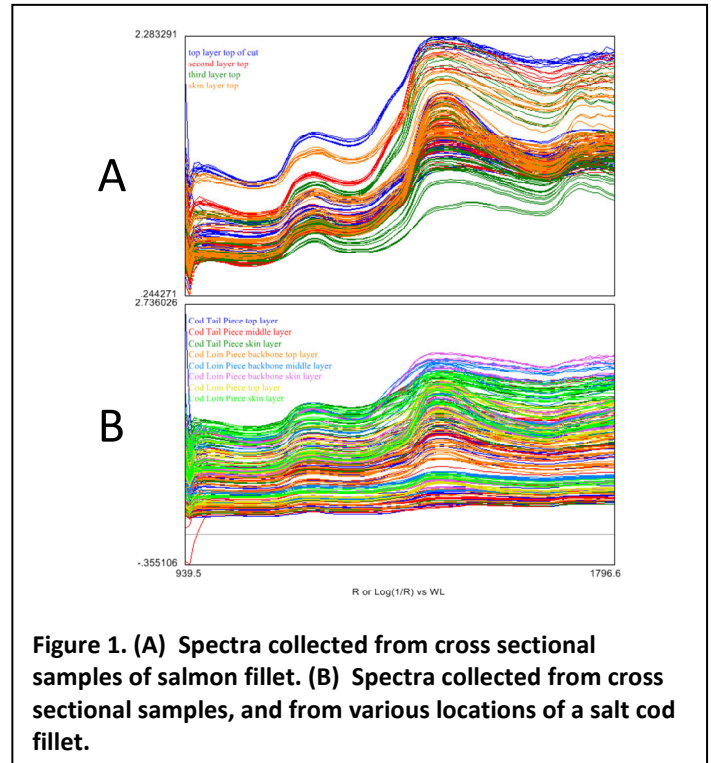 2.283291
top layer top of cut
second layer top
third layer top
skin layer top
A
.244271
2.736026
Cod Tail Piece top layer
Cod Tail Piece middle layer
Cod Tail Piece skin layer
Cod Loin Piece backbone top layer
Cod Loin Piece backbone middle layer
Cod Loin Piece backbone skin layer
Cod Loin Piece top layer
Cod Loin Piece skin layer
B
-.355106
939.5 1796.6
R or Log(1/R) vs WL
Figure 1. (A) Spectra collected from cross sectional
samples of salmon fillet. (B) Spectra collected from cross
sectional samples, and from various locations of a salt cod
fillet.